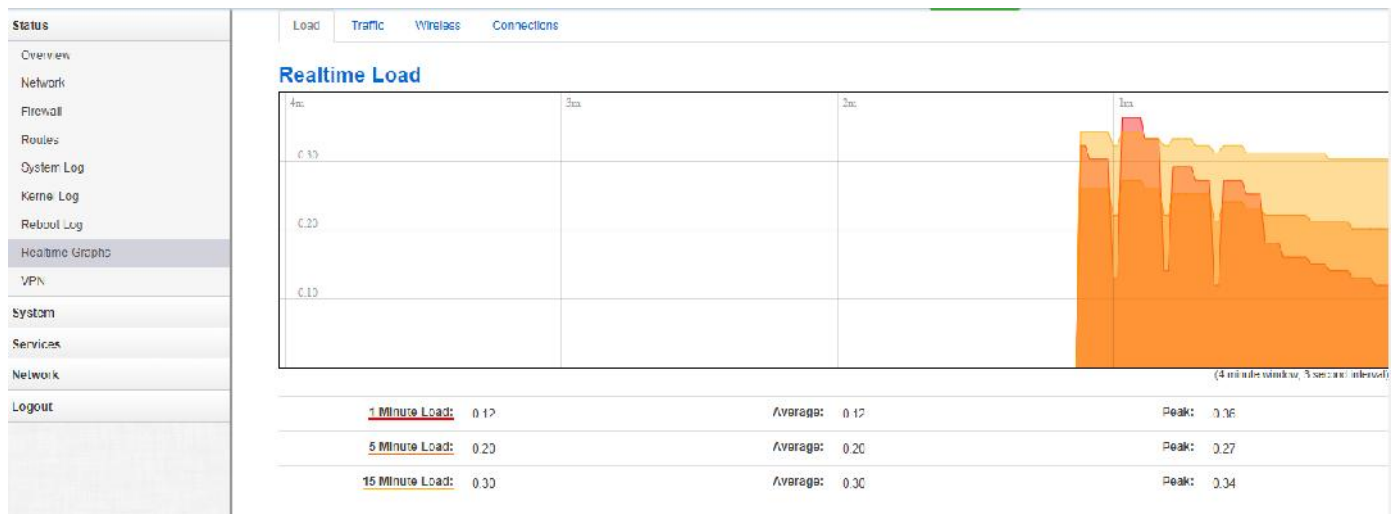 Status
Overview
Network
Firewall
Routes
System Log
Kernel Log
Reboot Log
Realtime Graphs
VPN
System
Services
Network
Logout
Load Traffic Wireless Connections
Realtime Load
4m 3m 2m 1m
0.30
0.20
0.10
(4 minute window, 3 second interval)
1 Minute Load: 0.12 Average: 0.12 Peak: 0.36
5 Minute Load: 0.20 Average: 0.20 Peak: 0.27
15 Minute Load: 0.30 Average: 0.30 Peak: 0.34